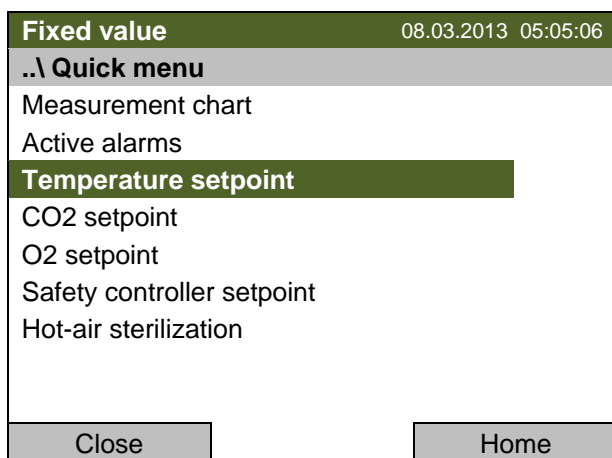 Fixed value 08.03.2013 05:05:06
..\ Quick menu
Measurement chart
Active alarms
Temperature setpoint
CO2 setpoint
O2 setpoint
Safety controller setpoint
Hot-air sterilization
Close Home